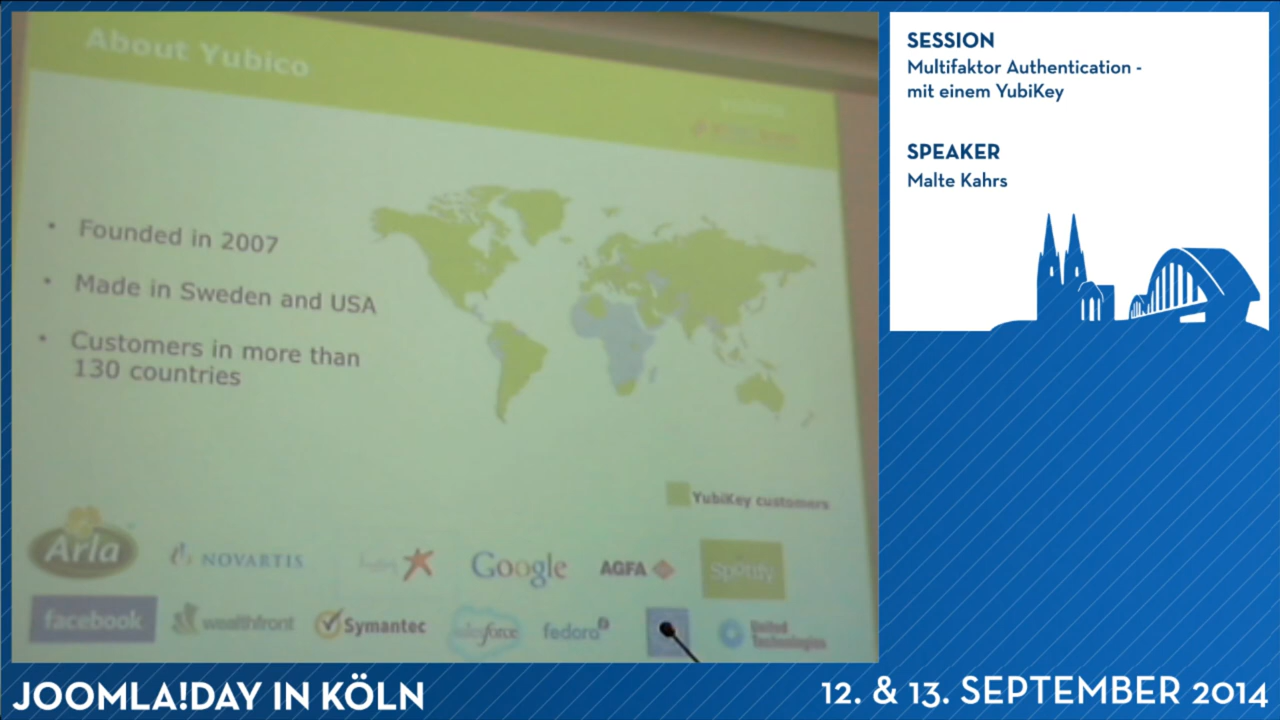 About Yubico
• Founded in 2007
• Made in Sweden and USA
• Customers in more than
130 countries
YubiKey customers
Arla
NOVARTIS
Google
AGFA
Spotify
facebook
wealthfront
Symantec
salesforce
fedora
United
Technologies
SESSION
Multifaktor Authentication -
mit einem YubiKey
SPEAKER
Malte Kahrs
JOOMLA!DAY IN KÖLN
12. & 13. SEPTEMBER 2014